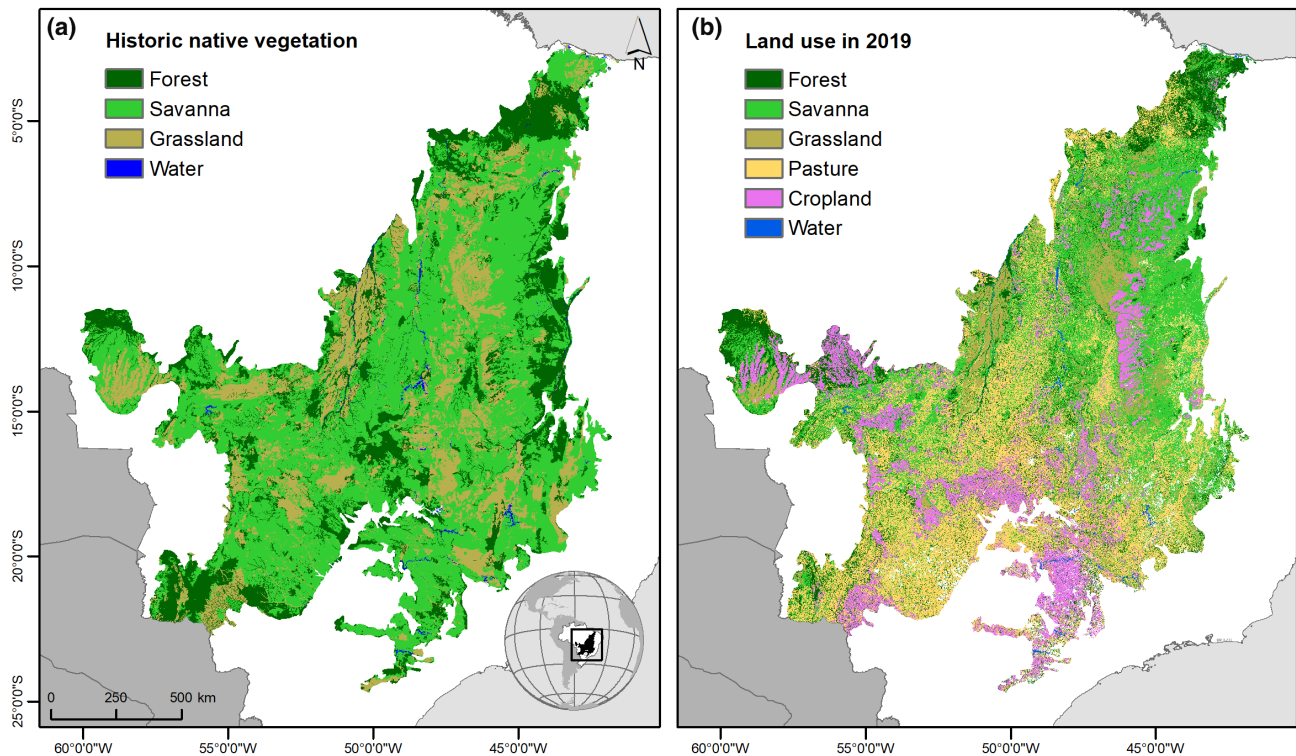 (a)
Historic native vegetation
Forest
Savanna
Grassland
Water
N
5°0'0"S
10°0'0"S
15°0'0"S
20°0'0"S
25°0'0"S
0 250 500 km
60°0'0"W 55°0'0"W 50°0'0"W 45°0'0"W
(b)
Land use in 2019
Forest
Savanna
Grassland
Pasture
Cropland
Water
60°0'0"W 55°0'0"W 50°0'0"W 45°0'0"W